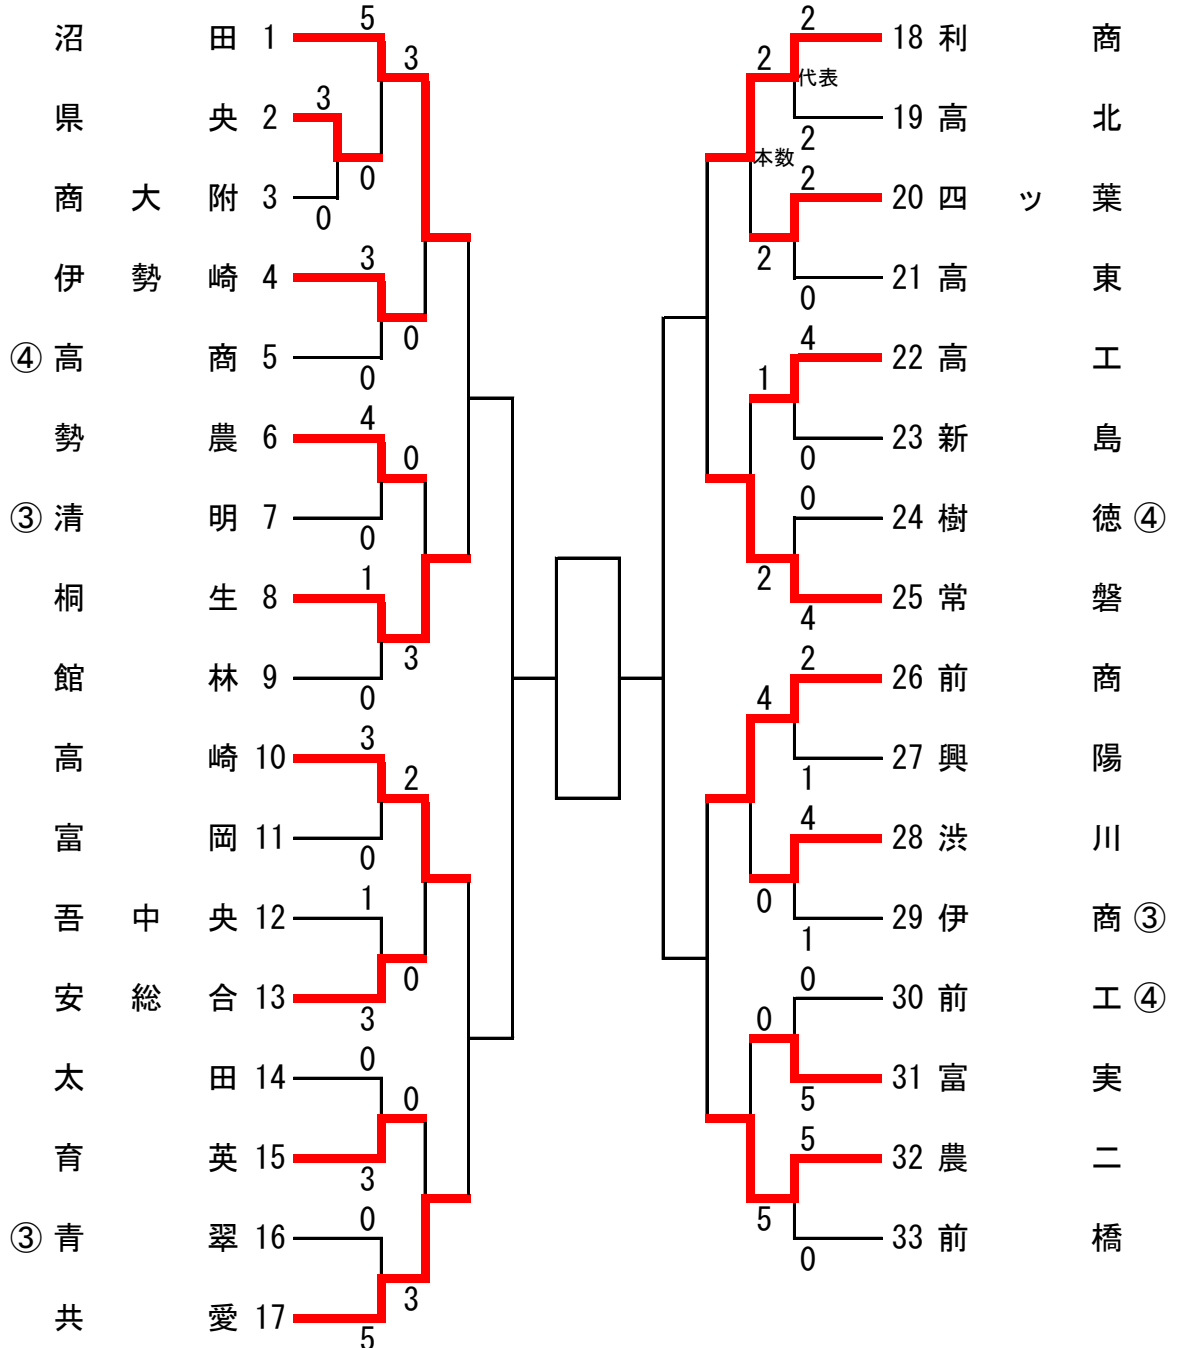 沼田 1
県央 2
商大附 3
伊勢崎 4
④ 高商 5
勢農 6
③ 清明 7
桐生 8
館林 9
高崎 10
富岡 11
吾中央 12
安総合 13
太田 14
育英 15
③ 青翠 16
共愛 17
5
3
3
0
0
3
0
0
4
0
0
1
3
0
3
2
0
1
0
3
0
0
3
0
3
5
2
2
代表
2
本数
2
2
0
4
1
0
0
2
4
2
4
1
4
0
1
0
0
5
5
5
0
18 利商
19 高北
20 四ッ葉
21 高東
22 高工
23 新島
24 樹徳 ④
25 常磐
26 前商
27 興陽
28 渋川
29 伊商 ③
30 前工 ④
31 富実
32 農二
33 前橋